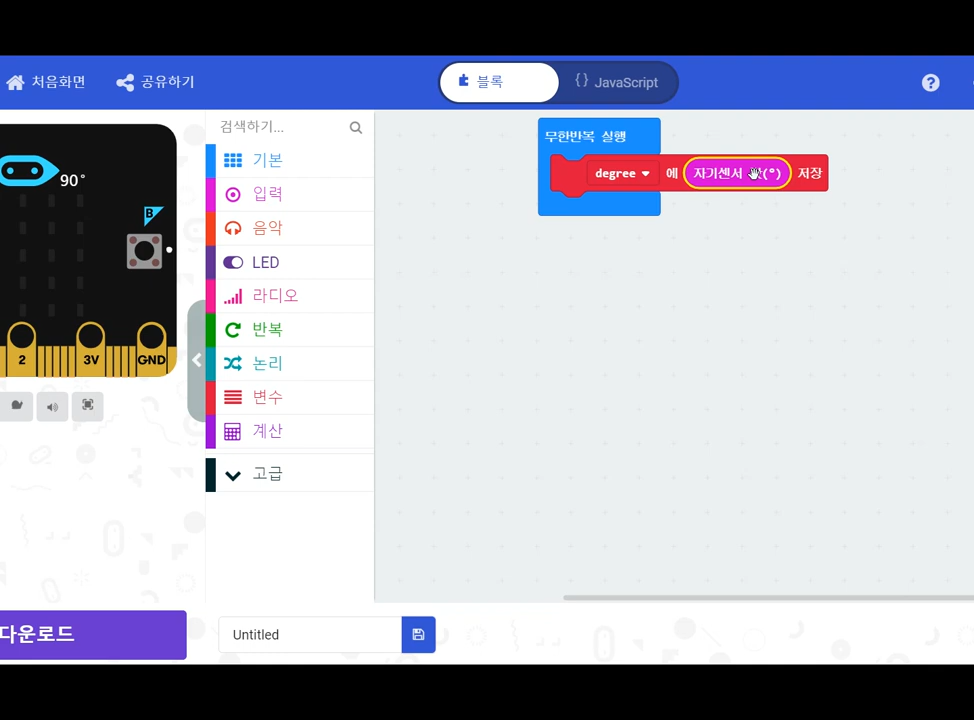 처음화면
공유하기
블록
{} JavaScript
?
90°
B
2
3V
GND
검색하기...
기본
입력
음악
LED
라디오
반복
논리
변수
계산
고급
무한반복 실행
degree 에 자기센서 (°) 저장
다운로드
Untitled